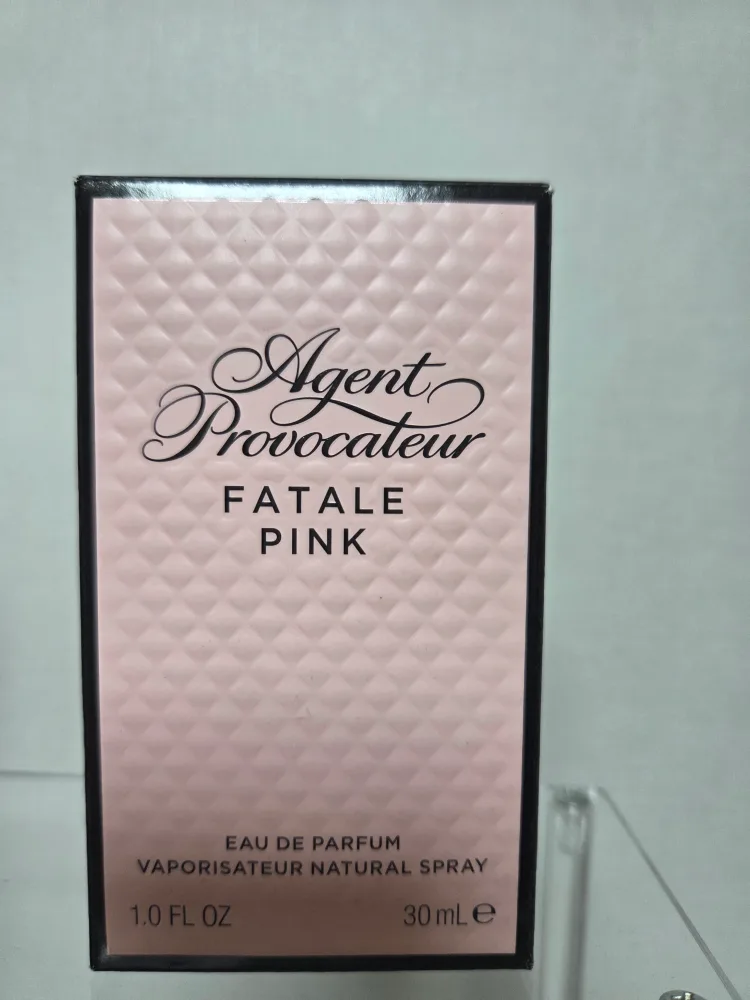 Agent
Provocateur
FATALE
PINK
EAU DE PARFUM
VAPORISATEUR NATURAL SPRAY
1.0 FL OZ 30 mL ℮